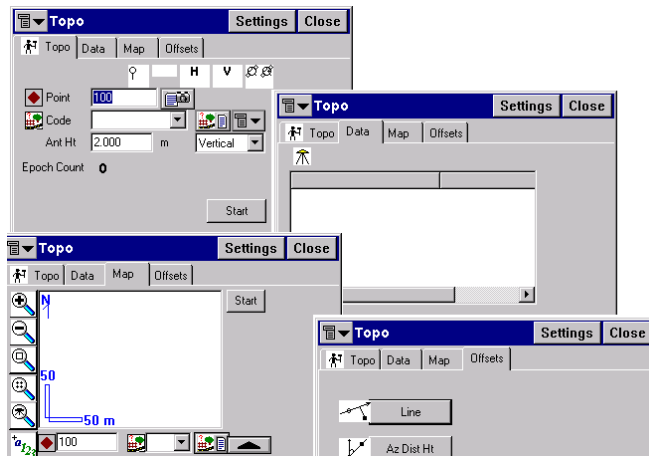 Topo Settings Close
Topo Data Map Offsets
H V
Point 100
Code
Ant Ht 2.000 m Vertical
Epoch Count 0
Start
Topo Settings Close
Topo Data Map Offsets
Topo Settings Close
Topo Data Map Offsets
Start
N
50
50 m
100
Topo Settings Close
Topo Data Map Offsets
Line
Az Dist Ht